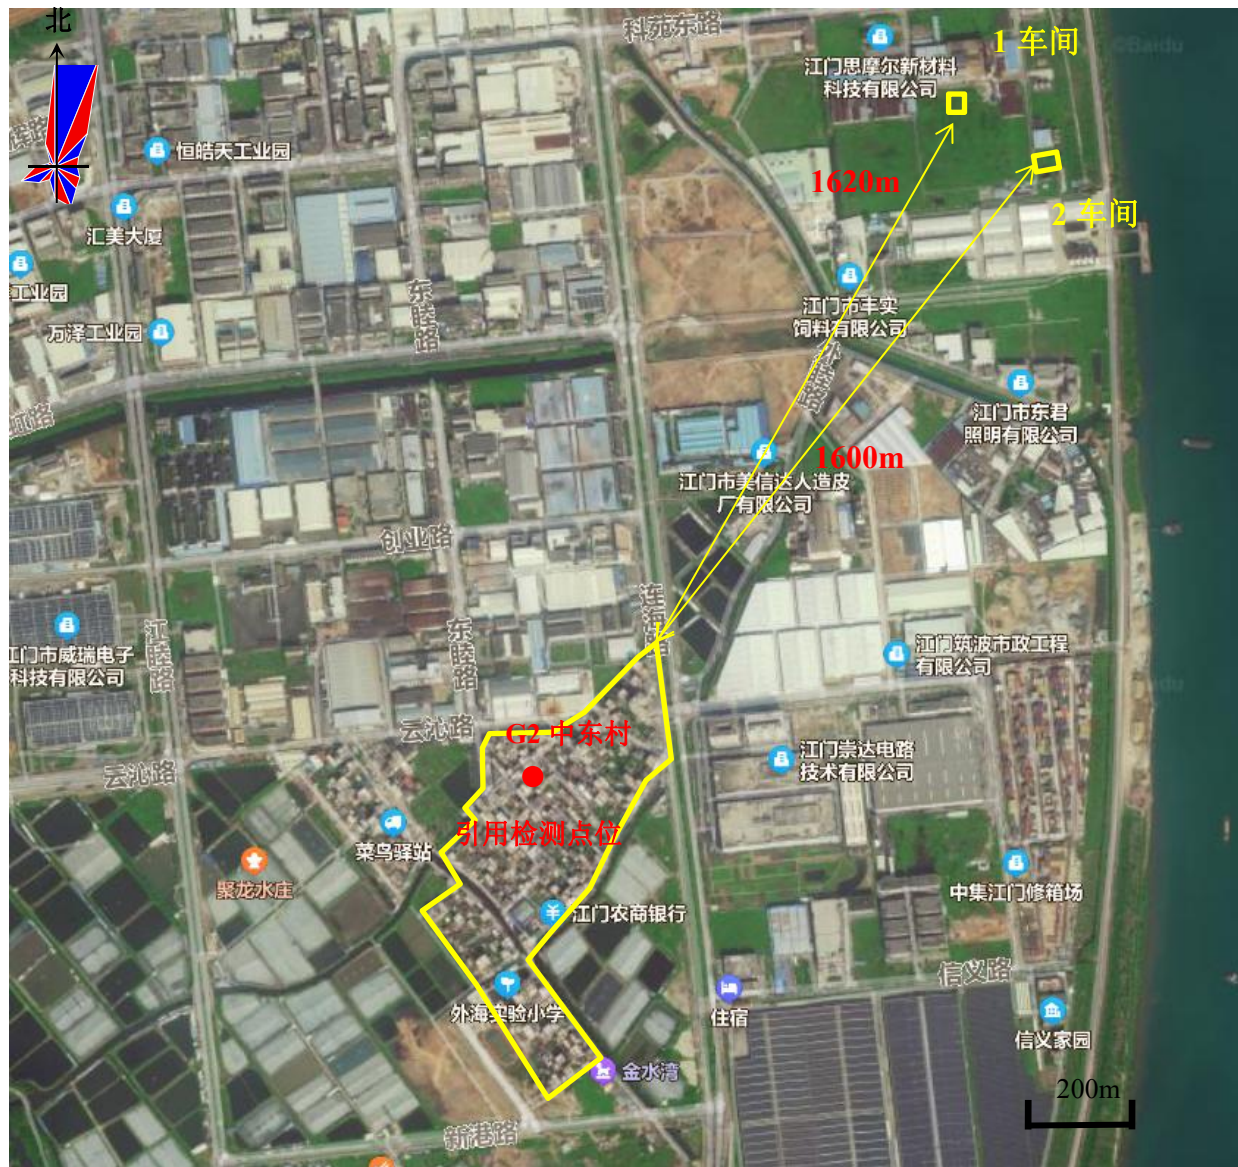 北
科苑东路
1 车间
©Baidu
江门思摩尔新材料
科技有限公司
恒皓天工业园
1620m
汇美大厦
2 车间
工业园
江门市丰实
饲料有限公司
万泽工业园
东睦路
江门市东君
照明有限公司
1600m
江门市美信达人造皮
厂有限公司
创业路
连海路
江睦路
东睦路
江门市威瑞电子
科技有限公司
江门筑波市政工程
有限公司
云沁路
G2 中东村
云沁路
江门崇达电路
技术有限公司
引用检测点位
菜鸟驿站
聚龙水庄
中集江门修箱场
江门农商银行
信义路
外海实验小学
住宿
信义家园
金水湾
200m
新港路